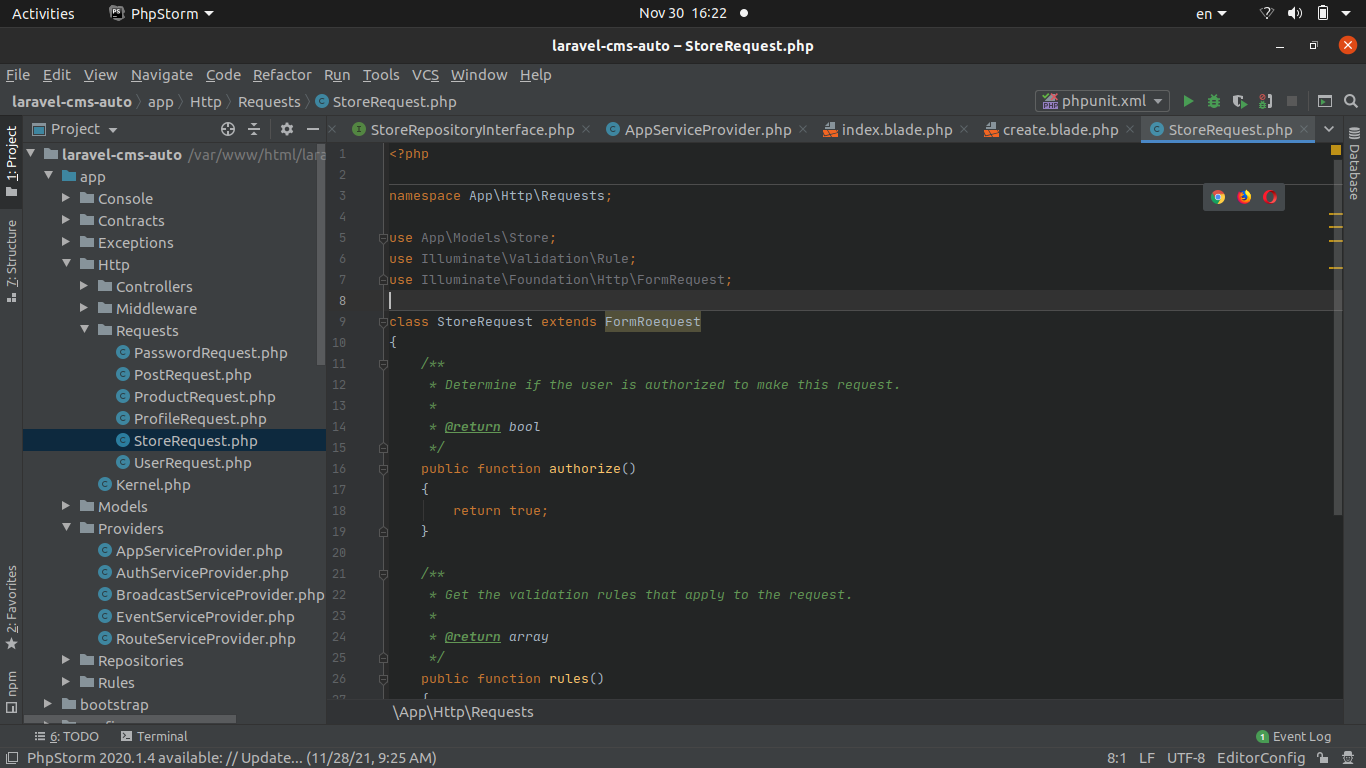 Activities PhpStorm Nov 30 16:22 en
laravel-cms-auto – StoreRequest.php
File Edit View Navigate Code Refactor Run Tools VCS Window Help
laravel-cms-auto app Http Requests StoreRequest.php phpunit.xml
Project StoreRepositoryInterface.php AppServiceProvider.php index.blade.php create.blade.php StoreRequest.php
1: Project
7: Structure
2: Favorites
npm
Database
laravel-cms-auto /var/www/html/lara
app
Console
Contracts
Exceptions
Http
Controllers
Middleware
Requests
PasswordRequest.php
PostRequest.php
ProductRequest.php
ProfileRequest.php
StoreRequest.php
UserRequest.php
Kernel.php
Models
Providers
AppServiceProvider.php
AuthServiceProvider.php
BroadcastServiceProvider.php
EventServiceProvider.php
RouteServiceProvider.php
Repositories
Rules
bootstrap
1 <?php
2
3 namespace App\Http\Requests;
4
5 use App\Models\Store;
6 use Illuminate\Validation\Rule;
7 use Illuminate\Foundation\Http\FormRequest;
8
9 class StoreRequest extends FormRoequest
10 {
11 /**
12 * Determine if the user is authorized to make this request.
13 *
14 * @return bool
15 */
16 public function authorize()
17 {
18 return true;
19 }
20
21 /**
22 * Get the validation rules that apply to the request.
23 *
24 * @return array
25 */
26 public function rules()
27 {
\App\Http\Requests
6: TODO Terminal 1 Event Log
PhpStorm 2020.1.4 available: // Update... (11/28/21, 9:25 AM) 8:1 LF UTF-8 EditorConfig